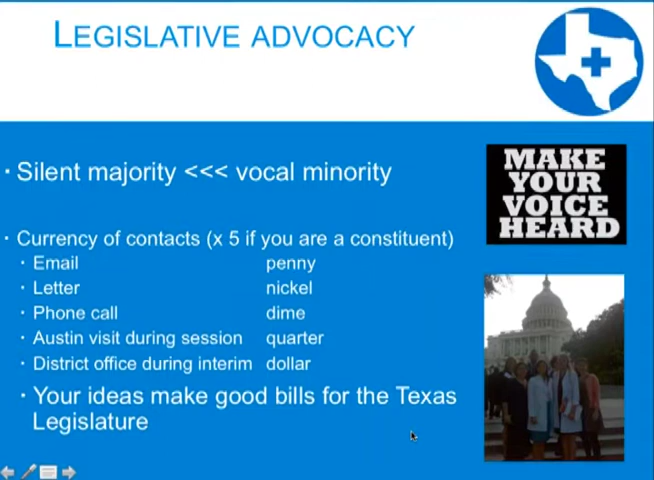 LEGISLATIVE ADVOCACY
· Silent majority <<< vocal minority
· Currency of contacts (x 5 if you are a constituent)
· Email penny
· Letter nickel
· Phone call dime
· Austin visit during session quarter
· District office during interim dollar
· Your ideas make good bills for the Texas
Legislature
MAKE
YOUR
VOICE
HEARD